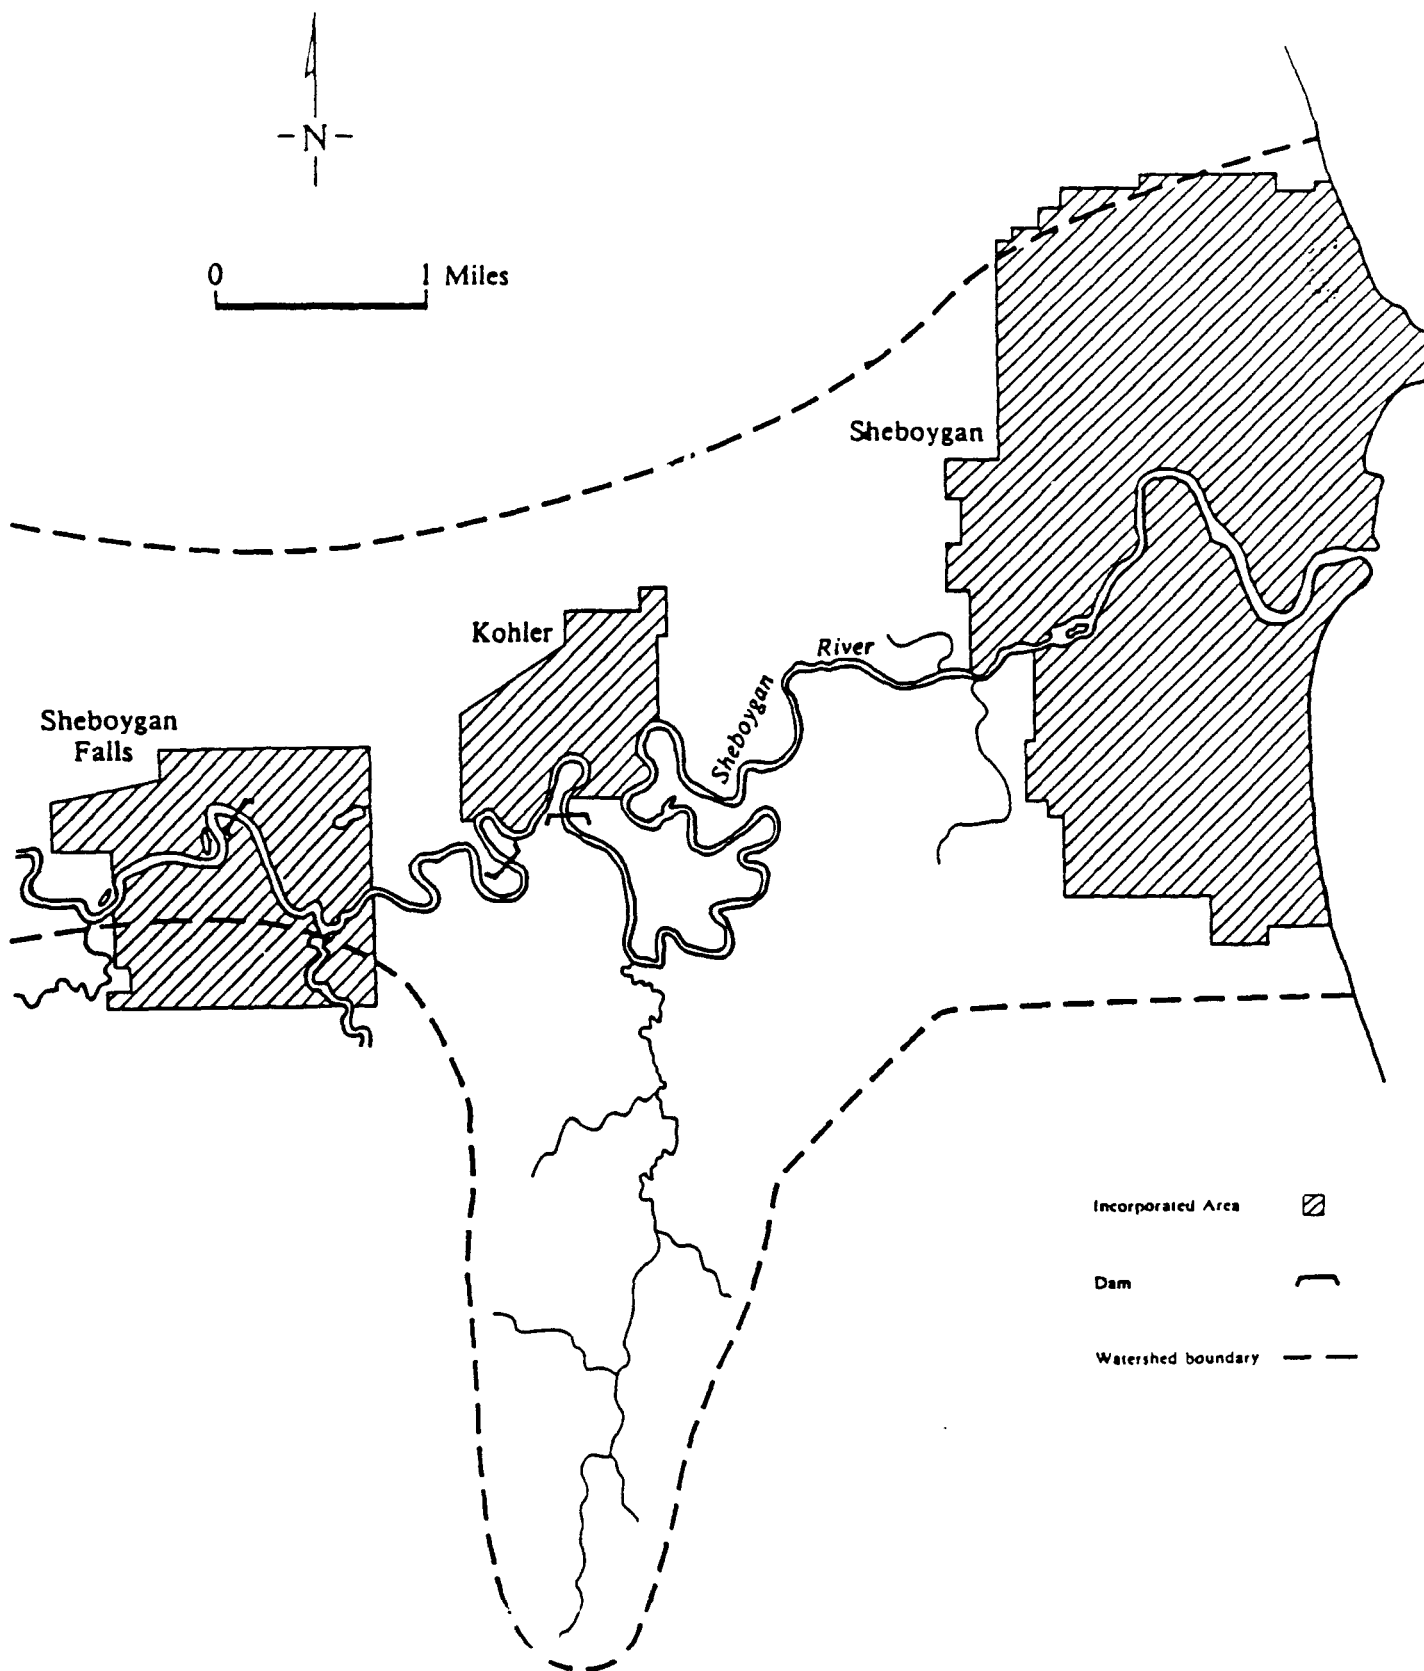 -N-
0 1 Miles
Sheboygan
Kohler
River
Sheboygan
Sheboygan
Falls
Incorporated Area
Dam
Watershed boundary